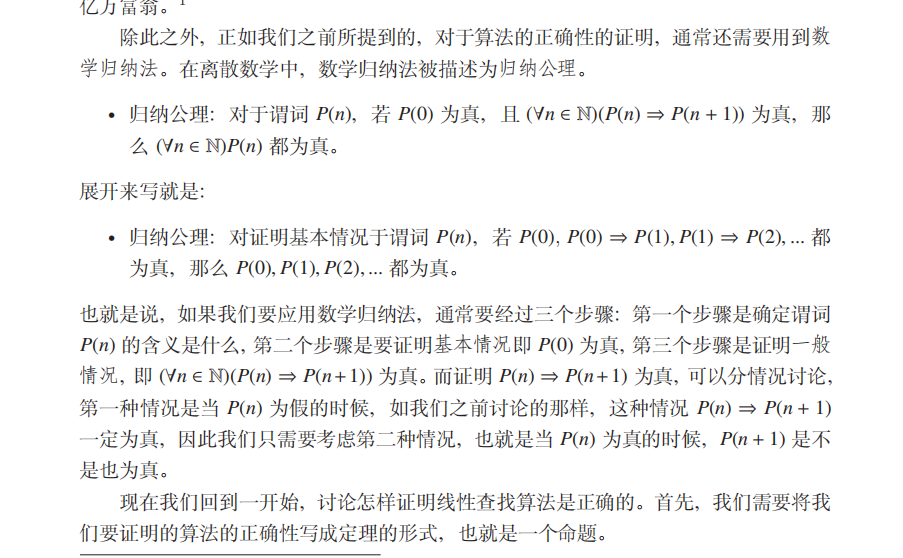 亿万富翁。1
除此之外，正如我们之前所提到的，对于算法的正确性的证明，通常还需要用到数
学归纳法。在离散数学中，数学归纳法被描述为归纳公理。
• 归纳公理：对于谓词 P(n)，若 P(0) 为真，且 (∀n ∈ ℕ)(P(n) ⇒ P(n + 1)) 为真，那
么 (∀n ∈ ℕ)P(n) 都为真。
展开来写就是：
• 归纳公理：对证明基本情况于谓词 P(n)，若 P(0), P(0) ⇒ P(1), P(1) ⇒ P(2), ... 都
为真，那么 P(0), P(1), P(2), ... 都为真。
也就是说，如果我们要应用数学归纳法，通常要经过三个步骤：第一个步骤是确定谓词
P(n) 的含义是什么，第二个步骤是要证明基本情况即 P(0) 为真，第三个步骤是证明一般
情况，即 (∀n ∈ ℕ)(P(n) ⇒ P(n+1)) 为真。而证明 P(n) ⇒ P(n+1) 为真，可以分情况讨论，
第一种情况是当 P(n) 为假的时候，如我们之前讨论的那样，这种情况 P(n) ⇒ P(n + 1)
一定为真，因此我们只需要考虑第二种情况，也就是当 P(n) 为真的时候，P(n + 1) 是不
是也为真。
现在我们回到一开始，讨论怎样证明线性查找算法是正确的。首先，我们需要将我
们要证明的算法的正确性写成定理的形式，也就是一个命题。